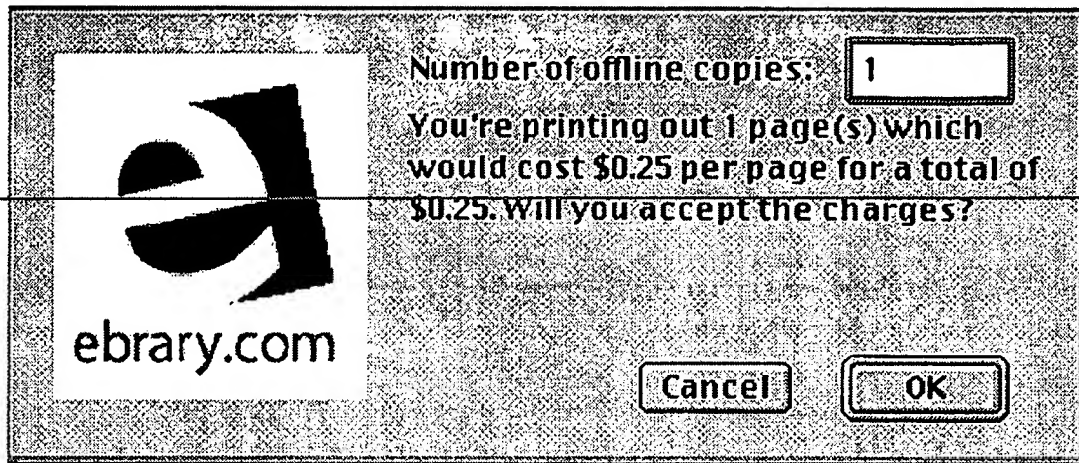 Number of offline copies: 1
You're printing out 1 page(s) which
would cost $0.25 per page for a total of
$0.25. Will you accept the charges?
ebrary.com
Cancel OK